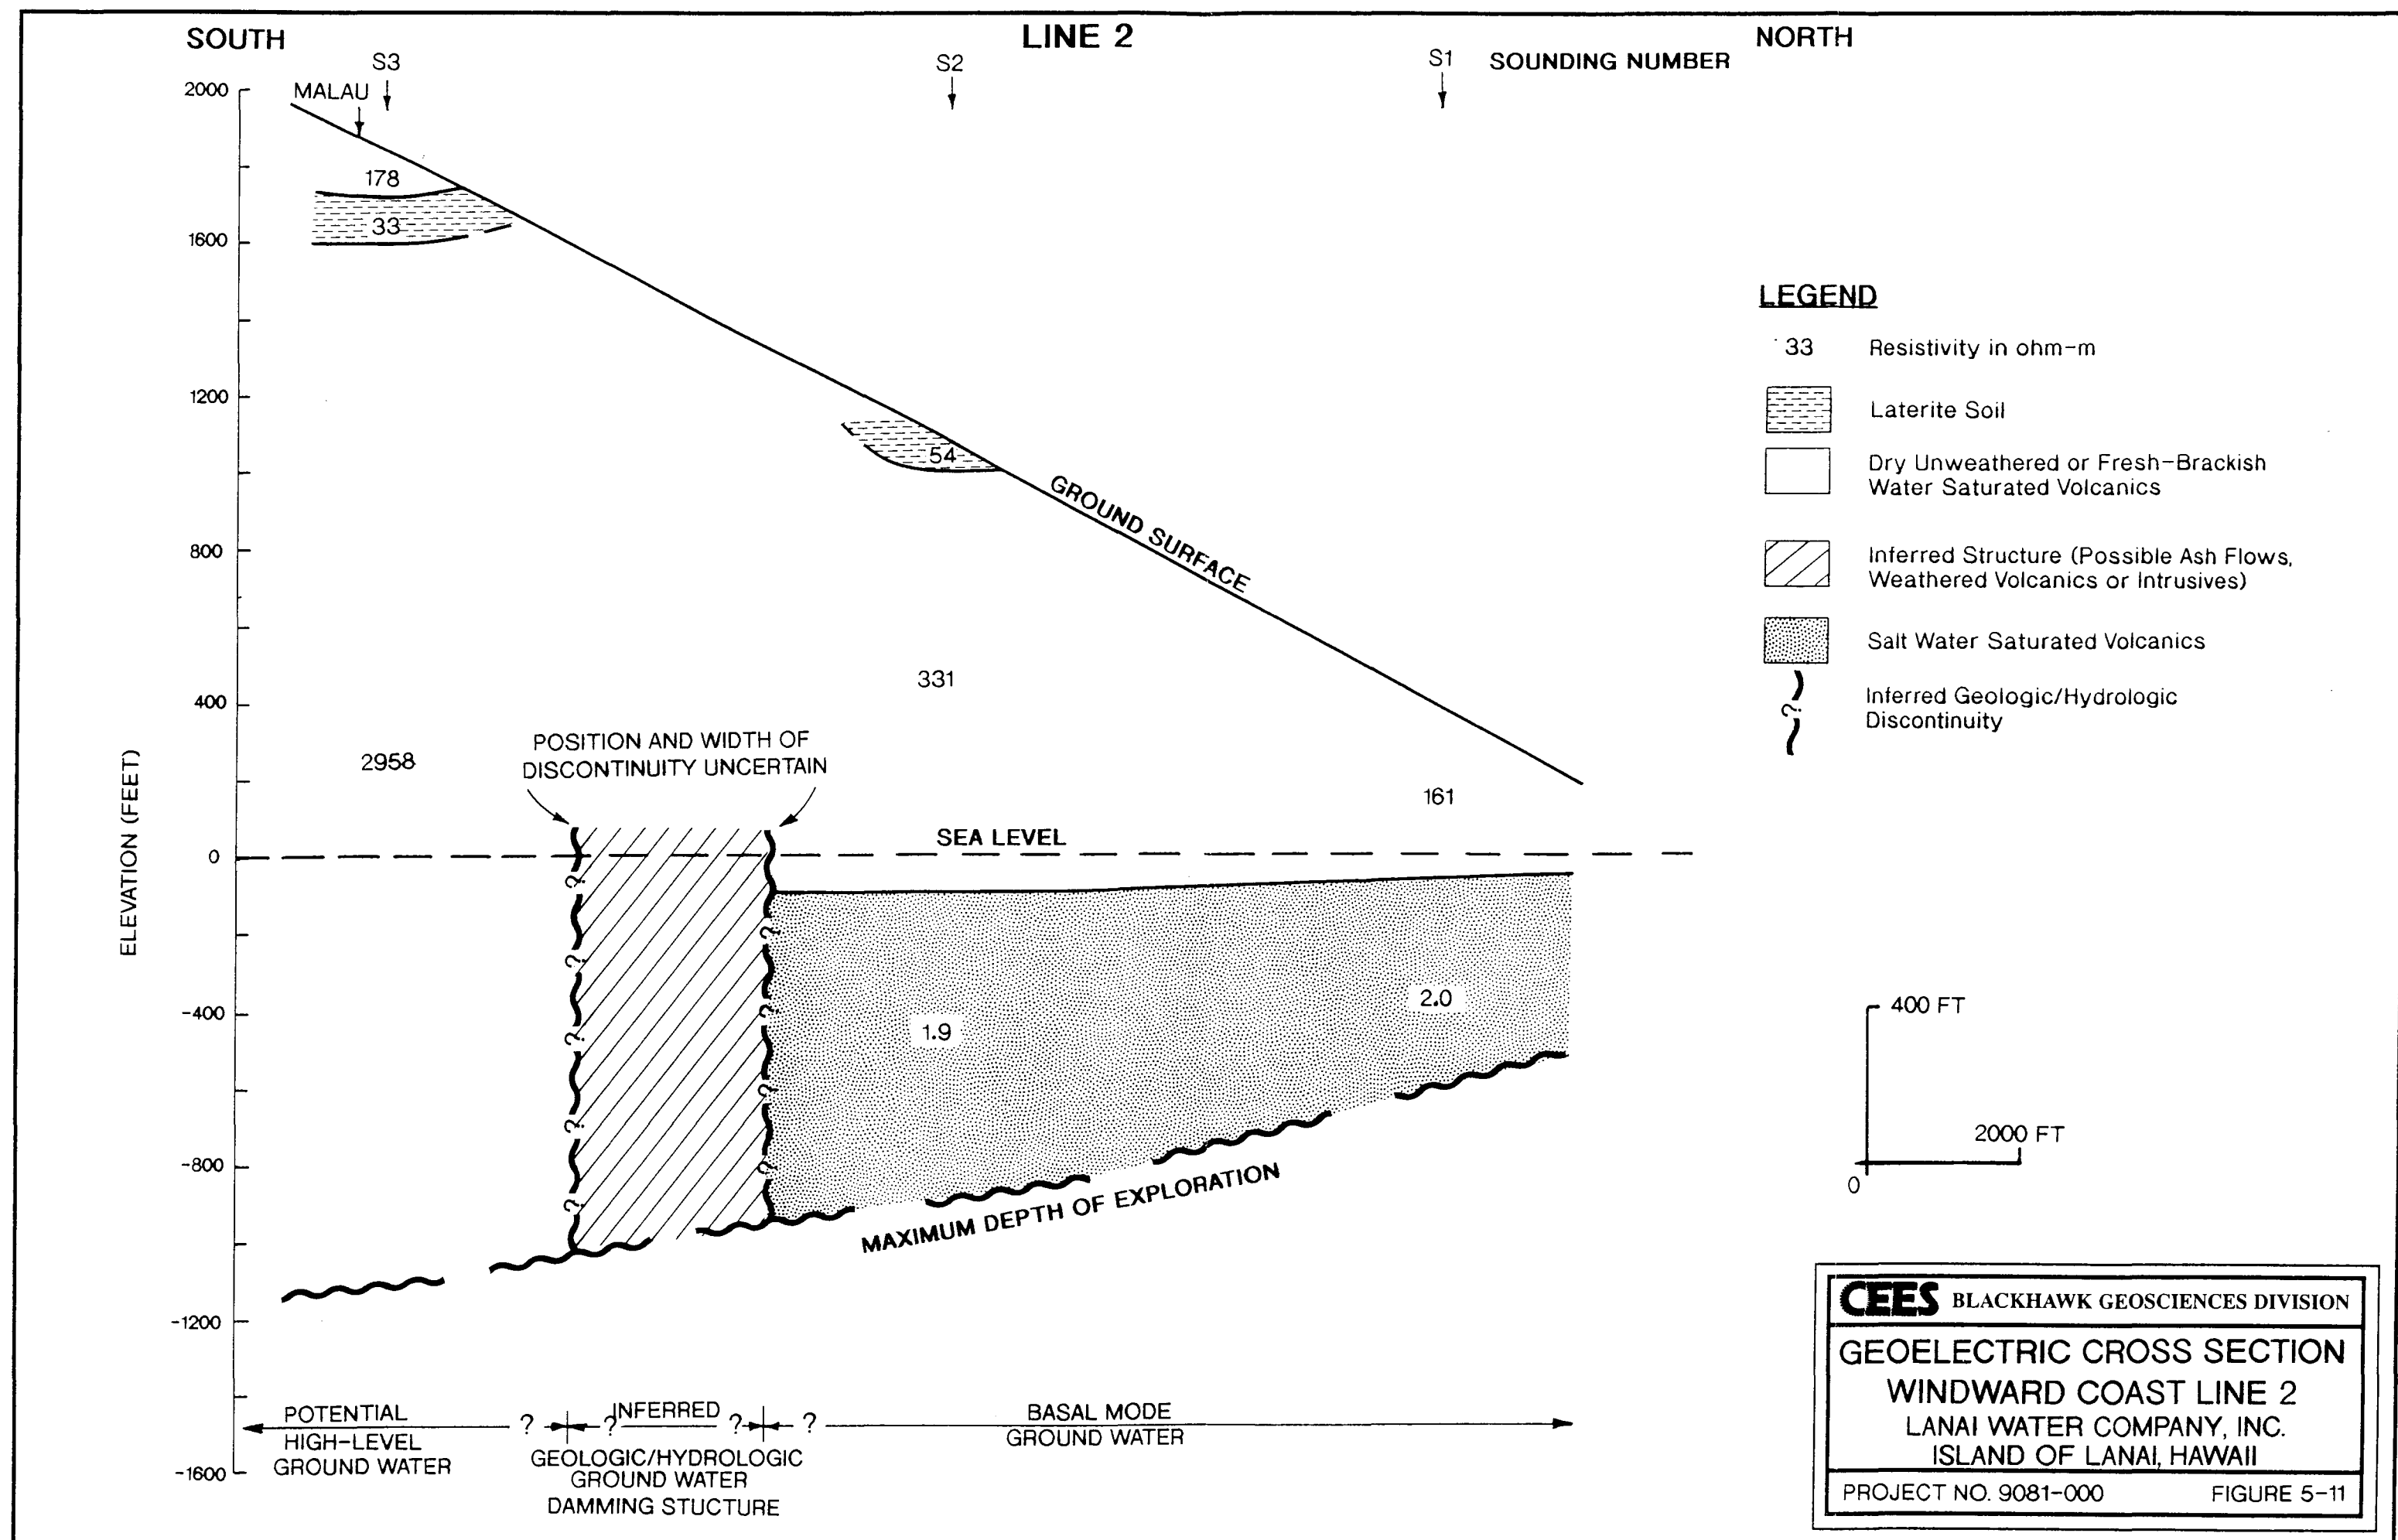 SOUTH
LINE 2
NORTH
S3
S2
S1
SOUNDING NUMBER
MALAU
2000
1600
1200
800
400
0
-400
-800
-1200
-1600
ELEVATION (FEET)
178
33
54
GROUND SURFACE
331
2958
161
POSITION AND WIDTH OF
DISCONTINUITY UNCERTAIN
SEA LEVEL
?
?
?
?
?
?
?
?
?
1.9
2.0
MAXIMUM DEPTH OF EXPLORATION
POTENTIAL
HIGH-LEVEL
GROUND WATER
?
?
INFERRED
?
GEOLOGIC/HYDROLOGIC
GROUND WATER
DAMMING STUCTURE
?
BASAL MODE
GROUND WATER
LEGEND
33 Resistivity in ohm-m
Laterite Soil
Dry Unweathered or Fresh-Brackish
Water Saturated Volcanics
Inferred Structure (Possible Ash Flows,
Weathered Volcanics or Intrusives)
Salt Water Saturated Volcanics
?
Inferred Geologic/Hydrologic
Discontinuity
400 FT
2000 FT
0
CEES BLACKHAWK GEOSCIENCES DIVISION
GEOELECTRIC CROSS SECTION
WINDWARD COAST LINE 2
LANAI WATER COMPANY, INC.
ISLAND OF LANAI, HAWAII
PROJECT NO. 9081-000 FIGURE 5-11